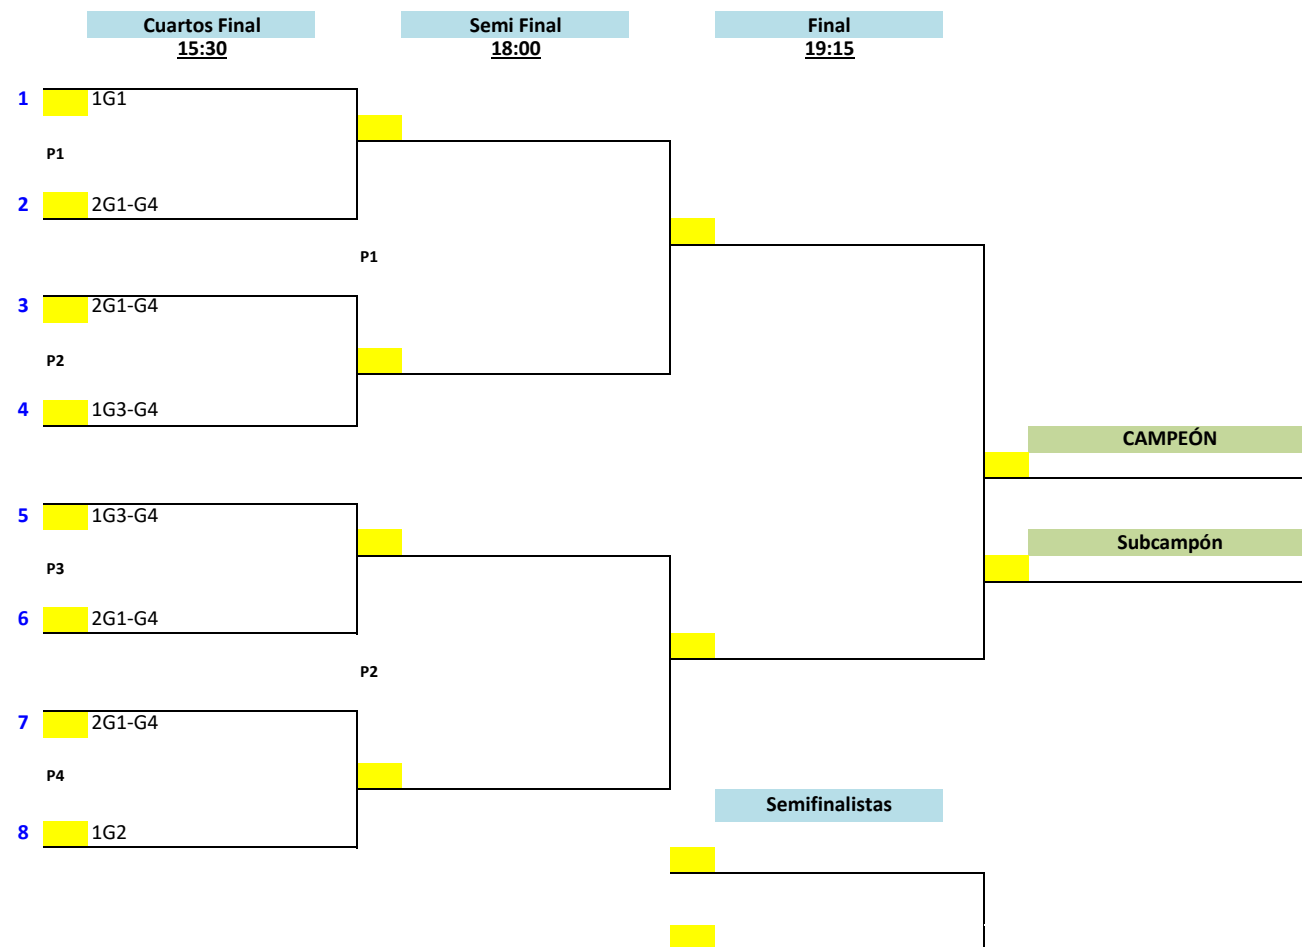 Cuartos Final Semi Final Final
15:30 18:00 19:15
1 1G1
P1
2 2G1-G4
P1
3 2G1-G4
P2
4 1G3-G4
CAMPEÓN
5 1G3-G4
Subcampón
P3
6 2G1-G4
P2
7 2G1-G4
P4
Semifinalistas
8 1G2